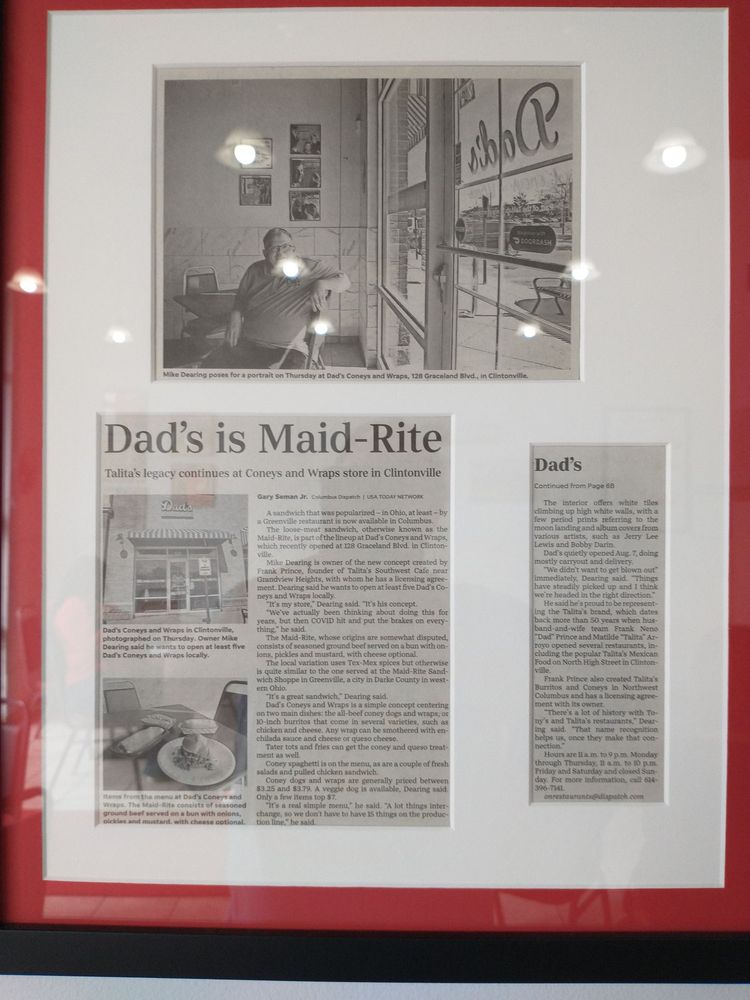 Dad's
DOORDASH
Mike Dearing poses for a portrait on Thursday at Dad's Coneys and Wraps, 128 Graceland Blvd., in Clintonville.
Dad's is Maid-Rite
Talita's legacy continues at Coneys and Wraps store in Clintonville
Dad's
Dad's Coneys and Wraps in Clintonville,
photographed on Thursday. Owner Mike
Dearing said he wants to open at least five
Dad's Coneys and Wraps locally.
Items from the menu at Dad's Coneys and
Wraps. The Maid-Rite consists of seasoned
ground beef served on a bun with onions,
pickles and mustard, with cheese optional.
Gary Seman Jr. Columbus Dispatch | USA TODAY NETWORK
A sandwich that was popularized – in Ohio, at least – by
a Greenville restaurant is now available in Columbus.
The loose-meat sandwich, otherwise known as the
Maid-Rite, is part of the lineup at Dad's Coneys and Wraps,
which recently opened at 128 Graceland Blvd. in Clinton-
ville.
Mike Dearing is owner of the new concept created by
Frank Prince, founder of Talita's Southwest Cafe near
Grandview Heights, with whom he has a licensing agree-
ment. Dearing said he wants to open at least five Dad's Co-
neys and Wraps locally.
"It's my store," Dearing said. "It's his concept.
"We've actually been thinking about doing this for
years, but then COVID hit and put the brakes on every-
thing," he said.
The Maid-Rite, whose origins are somewhat disputed,
consists of seasoned ground beef served on a bun with on-
ions, pickles and mustard, with cheese optional.
The local variation uses Tex-Mex spices but otherwise
is quite similar to the one served at the Maid-Rite Sand-
wich Shoppe in Greenville, a city in Darke County in west-
ern Ohio.
"It's a great sandwich," Dearing said.
Dad's Coneys and Wraps is a simple concept centering
on two main dishes: the all-beef coney dogs and wraps, or
10-inch burritos that come in several varieties, such as
chicken and cheese. Any wrap can be smothered with en-
chilada sauce and cheese or queso cheese.
Tater tots and fries can get the coney and queso treat-
ment as well.
Coney spaghetti is on the menu, as are a couple of fresh
salads and pulled chicken sandwich.
Coney dogs and wraps are generally priced between
$3.25 and $3.79. A veggie dog is available, Dearing said.
Only a few items top $7.
"It's a real simple menu," he said. "A lot things inter-
change, so we don't have to have 15 things on the produc-
tion line," he said.
Dad's
Continued from Page 6B
The interior offers white tiles
climbing up high white walls, with a
few period prints referring to the
moon landing and album covers from
various artists, such as Jerry Lee
Lewis and Bobby Darin.
Dad's quietly opened Aug. 7, doing
mostly carryout and delivery.
"We didn't want to get blown out"
immediately, Dearing said. "Things
have steadily picked up and I think
we're headed in the right direction."
He said he's proud to be represent-
ing the Talita's brand, which dates
back more than 50 years when hus-
band-and-wife team Frank Neno
"Dad" Prince and Matilde "Talita" Ar-
royo opened several restaurants, in-
cluding the popular Talita's Mexican
Food on North High Street in Clinton-
ville.
Frank Prince also created Talita's
Burritos and Coneys in Northwest
Columbus and has a licensing agree-
ment with its owner.
"There's a lot of history with To-
ny's and Talita's restaurants," Dear-
ing said. "That name recognition
helps us, once they make that con-
nection."
Hours are 11 a.m. to 9 p.m. Monday
through Thursday, 11 a.m. to 10 p.m.
Friday and Saturday and closed Sun-
day. For more information, call 614-
396-7141.
onrestaurants@dispatch.com